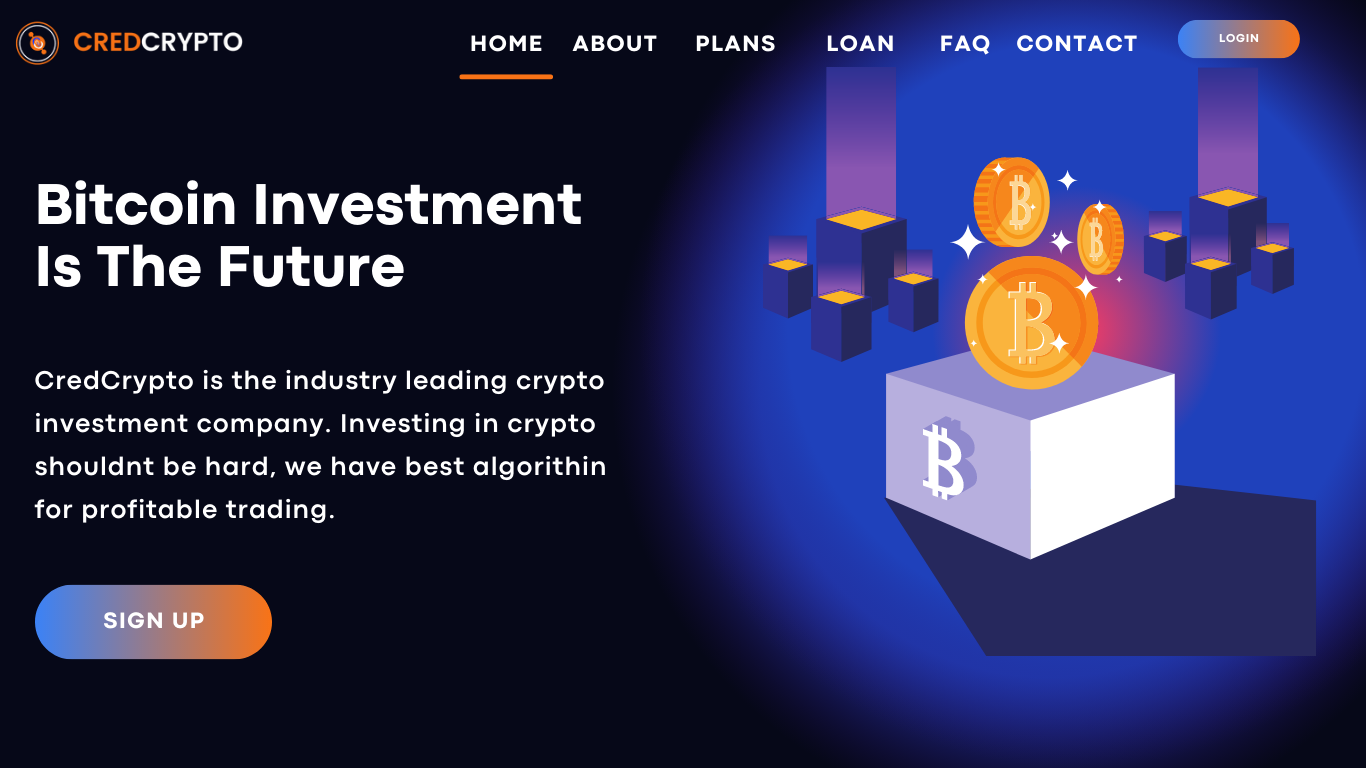 CREDCRYPTO
HOME ABOUT PLANS LOAN FAQ CONTACT LOGIN
Bitcoin Investment
Is The Future
CredCrypto is the industry leading crypto
investment company. Investing in crypto
shouldnt be hard, we have best algorithin
for profitable trading.
SIGN UP